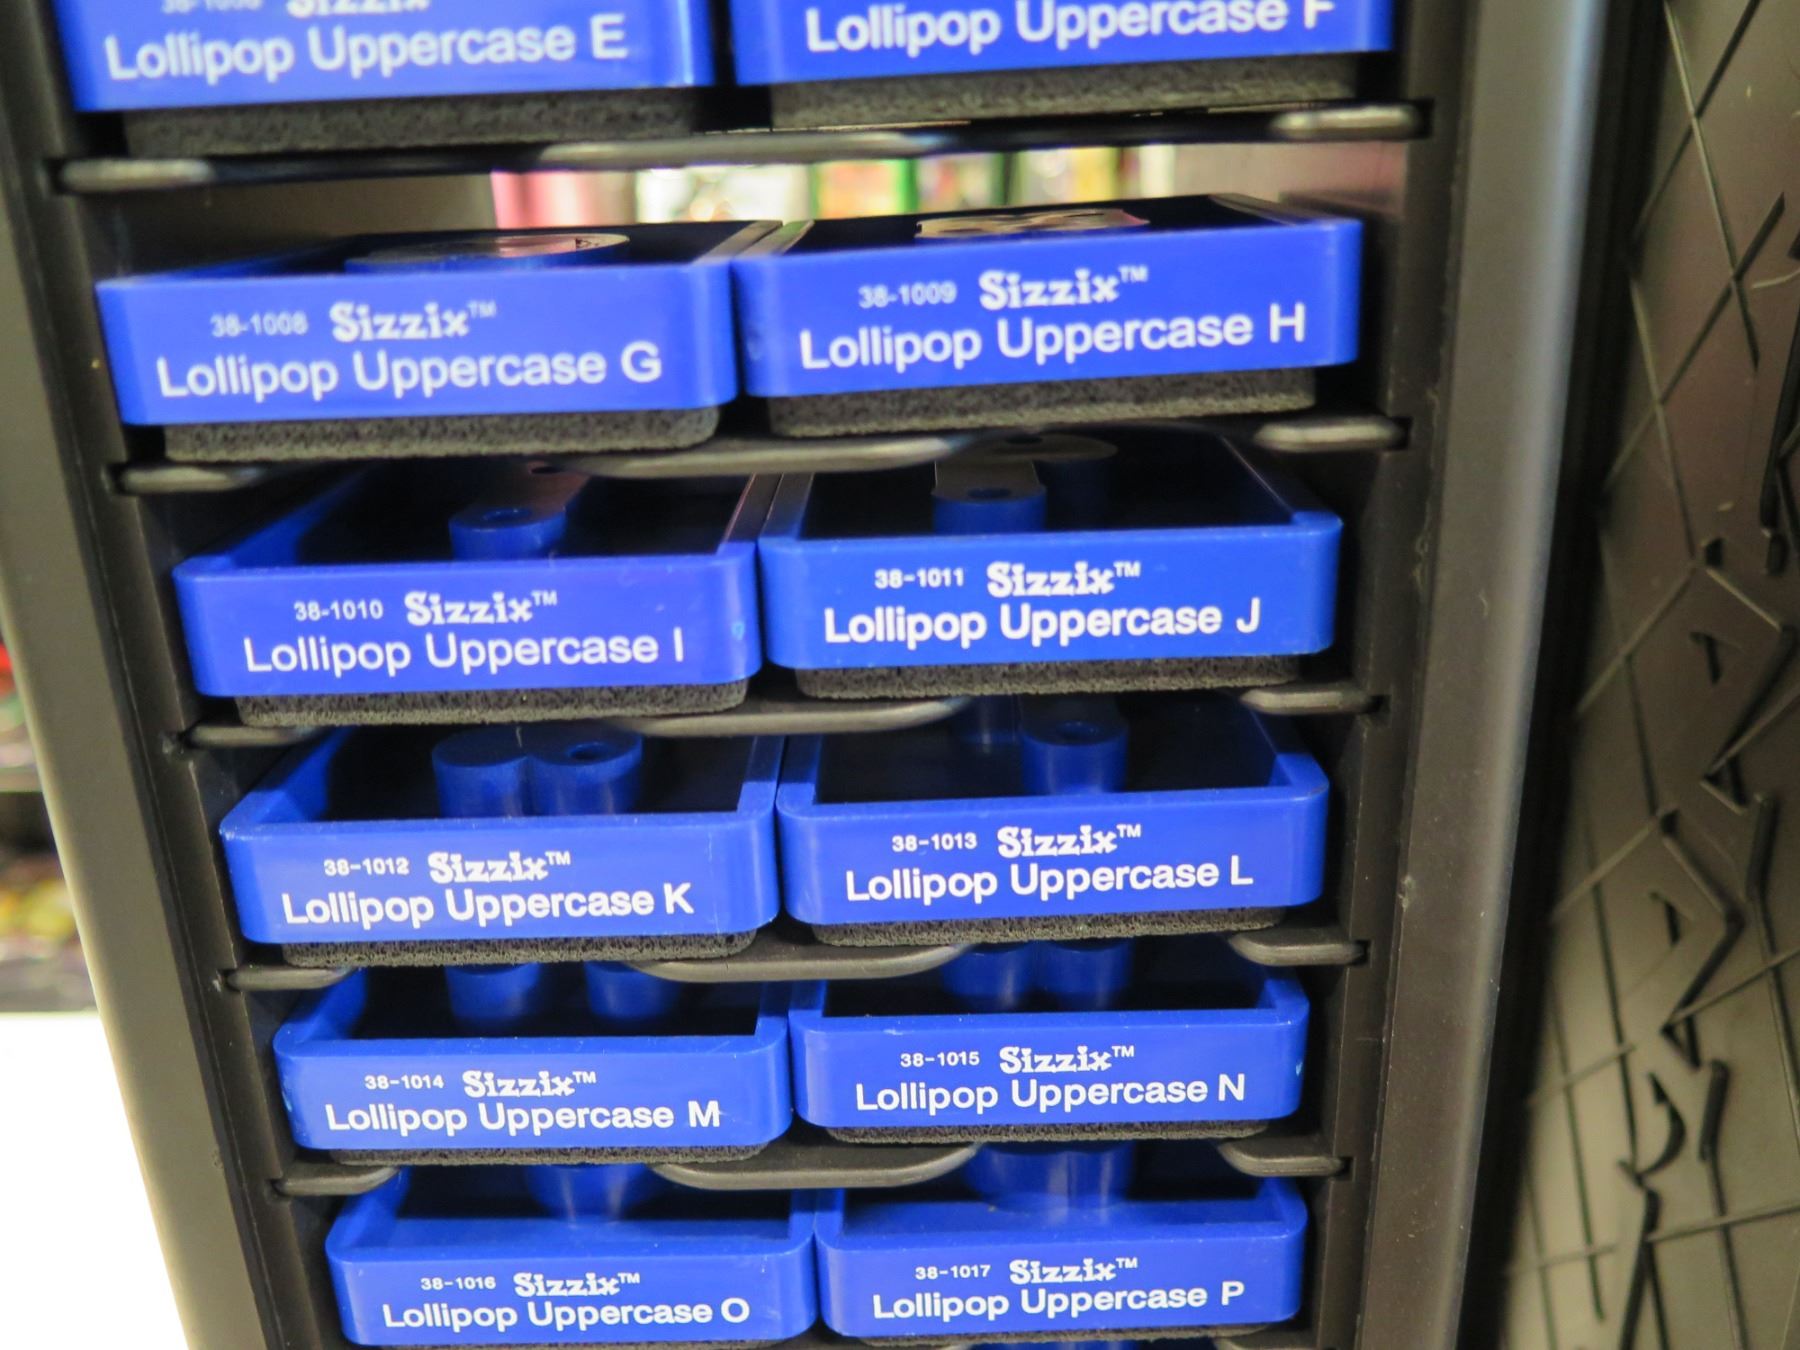 Sizzix
Lollipop Uppercase E
Lollipop Uppercase F
38-1008 Sizzix™
Lollipop Uppercase G
38-1009 Sizzix™
Lollipop Uppercase H
38-1010 Sizzix™
Lollipop Uppercase I
38-1011 Sizzix™
Lollipop Uppercase J
38-1012 Sizzix™
Lollipop Uppercase K
38-1013 Sizzix™
Lollipop Uppercase L
38-1014 Sizzix™
Lollipop Uppercase M
38-1015 Sizzix™
Lollipop Uppercase N
38-1016 Sizzix™
Lollipop Uppercase O
38-1017 Sizzix™
Lollipop Uppercase P